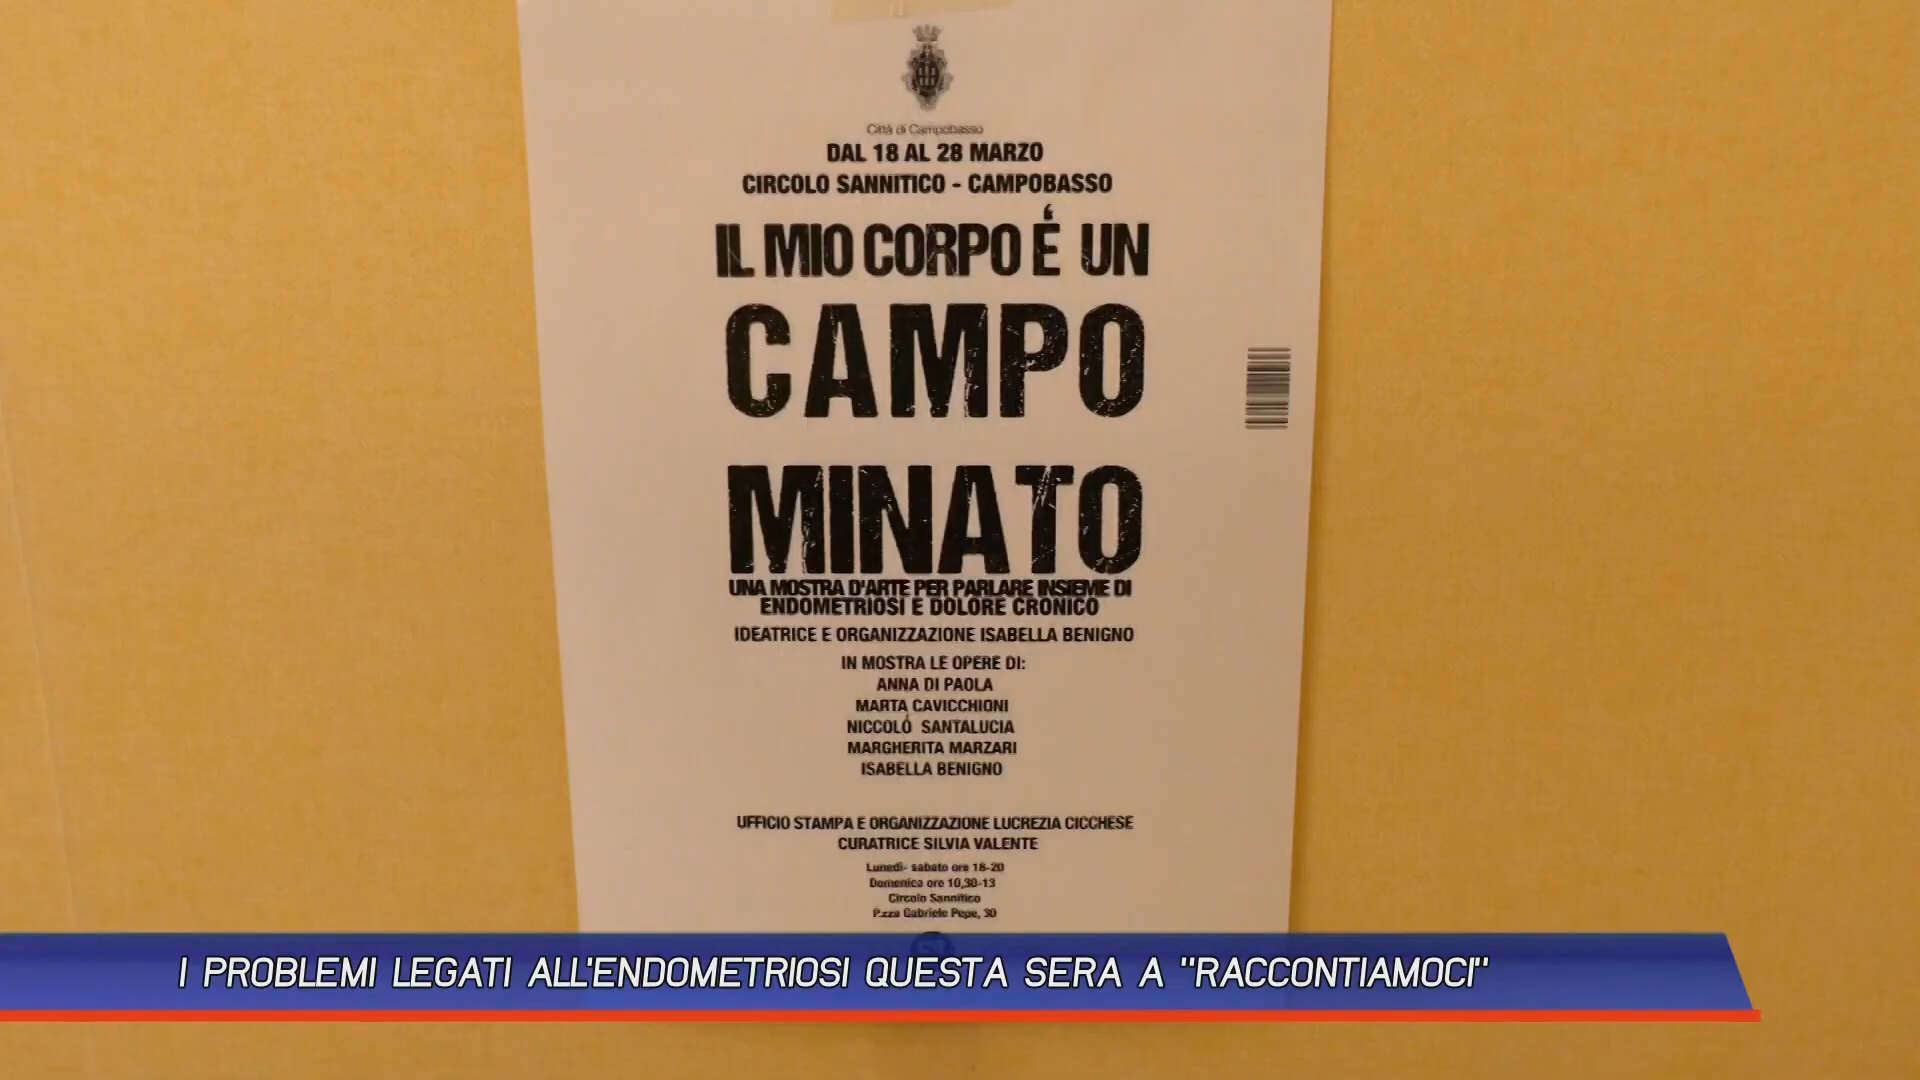 Città di Campobasso
DAL 18 AL 28 MARZO
CIRCOLO SANNITICO - CAMPOBASSO
IL MIO CORPO É UN
CAMPO
MINATO
UNA MOSTRA D'ARTE PER PARLARE INSIEME DI
ENDOMETRIOSI E DOLORE CRONICO
IDEATRICE E ORGANIZZAZIONE ISABELLA BENIGNO
IN MOSTRA LE OPERE DI:
ANNA DI PAOLA
MARTA CAVICCHIONI
NICCOLÓ SANTALUCIA
MARGHERITA MARZARI
ISABELLA BENIGNO
UFFICIO STAMPA E ORGANIZZAZIONE LUCREZIA CICCHESE
CURATRICE SILVIA VALENTE
Lunedì- sabato ore 18-20
Domenica ore 10,30-13
Circolo Sannitico
P.zza Gabriele Pepe, 30
I PROBLEMI LEGATI ALL'ENDOMETRIOSI QUESTA SERA A "RACCONTIAMOCI"